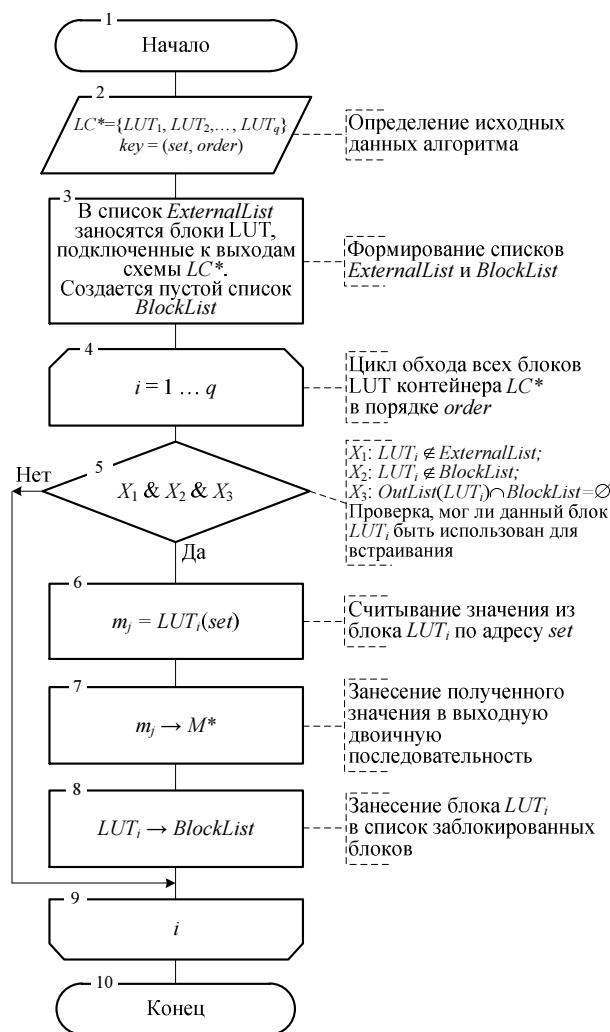 1
Начало
2
LC*={LUT₁, LUT₂,…, LUT_q}
key = (set, order)
Определение исходных
данных алгоритма
3
В список ExternalList
заносятся блоки LUT,
подключенные к выходам
схемы LC*.
Создается пустой список
BlockList
Формирование списков
ExternalList и BlockList
4
i = 1 … q
Цикл обхода всех блоков
LUT контейнера LC*
в порядке order
Нет
5
X₁ & X₂ & X₃
Да
X₁: LUTᵢ ∉ ExternalList;
X₂: LUTᵢ ∉ BlockList;
X₃: OutList(LUTᵢ)∩BlockList=∅
Проверка, мог ли данный блок
LUTᵢ быть использован для
встраивания
6
mⱼ = LUTᵢ(set)
Считывание значения из
блока LUTᵢ по адресу set
7
mⱼ → M*
Занесение полученного
значения в выходную
двоичную
последовательность
8
LUTᵢ → BlockList
Занесение блока LUTᵢ
в список заблокированных
блоков
9
i
10
Конец